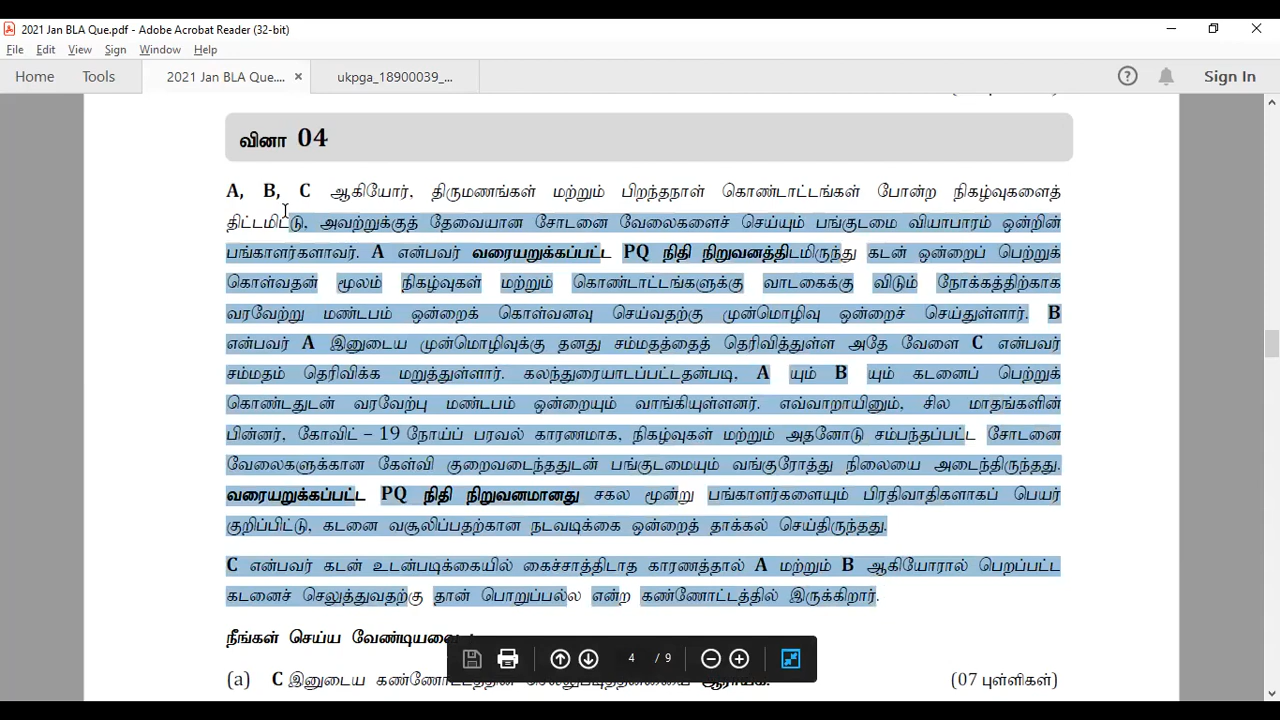 2021 Jan BLA Que.pdf - Adobe Acrobat Reader (32-bit)
File Edit View Sign Window Help
Home Tools 2021 Jan BLA Que.... × ukpga_18900039_... Sign In
வினா 04
A, B, C ஆகியோர், திருமணங்கள் மற்றும் பிறந்தநாள் கொண்டாட்டங்கள் போன்ற நிகழ்வுகளைத்
திட்டமிட்டு, அவற்றுக்குத் தேவையான சோடனை வேலைகளைச் செய்யும் பங்குடமை வியாபாரம் ஒன்றின்
பங்காளர்களாவர். A என்பவர் வரையறுக்கப்பட்ட PQ நிதி நிறுவனத்திடமிருந்து கடன் ஒன்றைப் பெற்றுக்
கொள்வதன் மூலம் நிகழ்வுகள் மற்றும் கொண்டாட்டங்களுக்கு வாடகைக்கு விடும் நோக்கத்திற்காக
வரவேற்று மண்டபம் ஒன்றைக் கொள்வனவு செய்வதற்கு முன்மொழிவு ஒன்றைச் செய்துள்ளார். B
என்பவர் A இனுடைய முன்மொழிவுக்கு தனது சம்மதத்தைத் தெரிவித்துள்ள அதே வேளை C என்பவர்
சம்மதம் தெரிவிக்க மறுத்துள்ளார். கலந்துரையாடப்பட்டதன்படி, A யும் B யும் கடனைப் பெற்றுக்
கொண்டதுடன் வரவேற்பு மண்டபம் ஒன்றையும் வாங்கியுள்ளனர். எவ்வாறாயினும், சில மாதங்களின்
பின்னர், கோவிட் – 19 நோய்ப் பரவல் காரணமாக, நிகழ்வுகள் மற்றும் அதனோடு சம்பந்தப்பட்ட சோடனை
வேலைகளுக்கான கேள்வி குறைவடைந்ததுடன் பங்குடமையும் வங்குரோத்து நிலையை அடைந்திருந்தது.
வரையறுக்கப்பட்ட PQ நிதி நிறுவனமானது சகல மூன்று பங்காளர்களையும் பிரதிவாதிகளாகப் பெயர்
குறிப்பிட்டு, கடனை வசூலிப்பதற்கான நடவடிக்கை ஒன்றைத் தாக்கல் செய்திருந்தது.
C என்பவர் கடன் உடன்படிக்கையில் கைச்சாத்திடாத காரணத்தால் A மற்றும் B ஆகியோரால் பெறப்பட்ட
கடனைச் செலுத்துவதற்கு தான் பொறுப்பல்ல என்ற கண்ணோட்டத்தில் இருக்கிறார்.
நீங்கள் செய்ய வேண்டியவை :
4 / 9
(a) C இனுடைய (07 புள்ளிகள்)